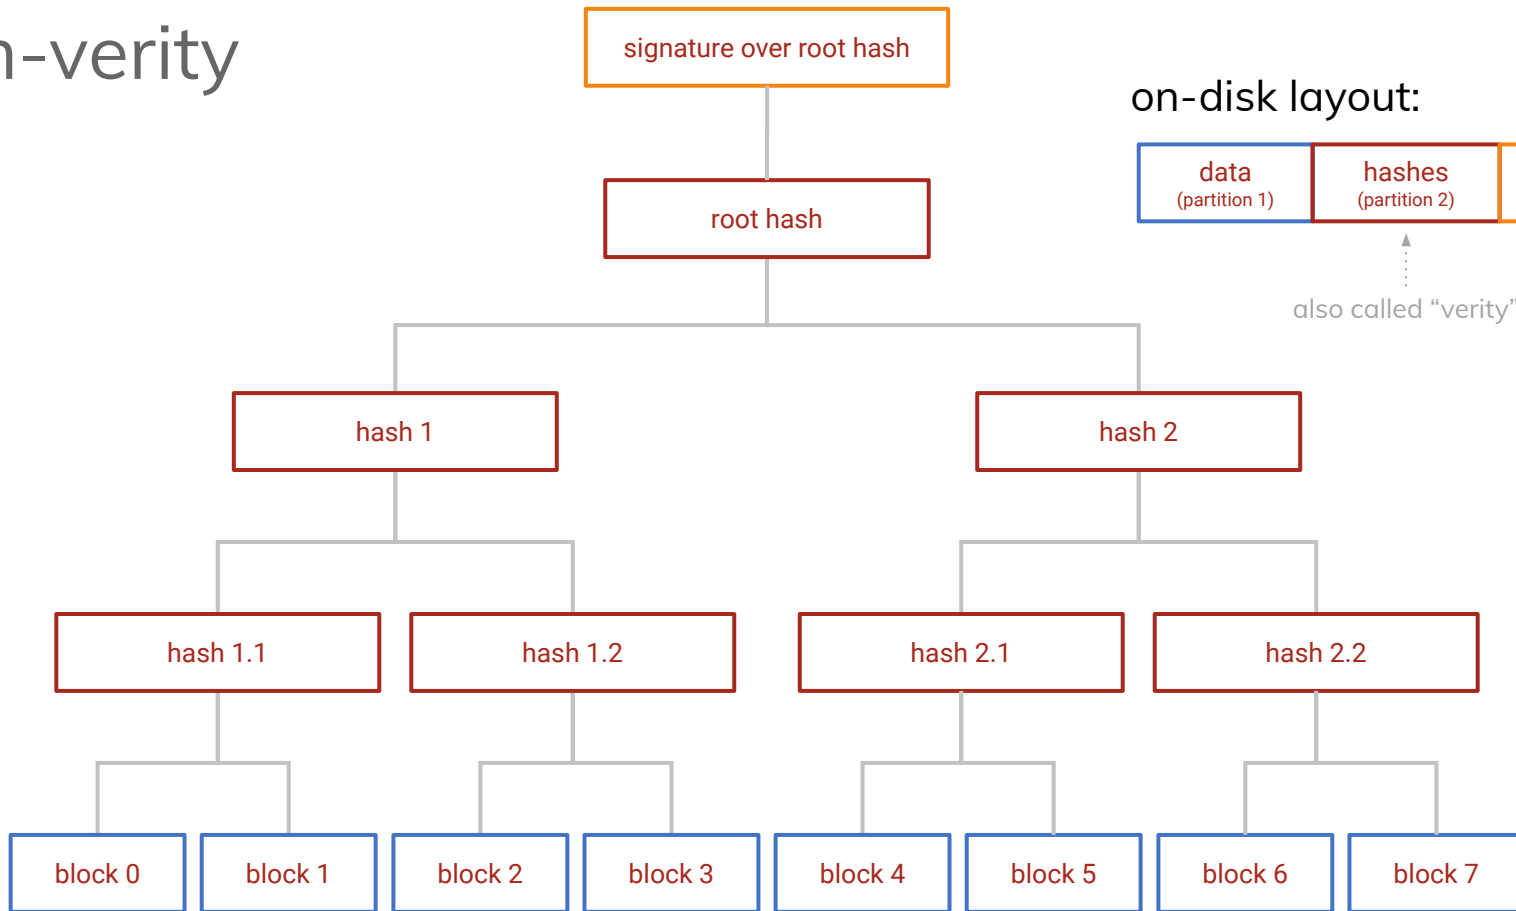 -verity
signature over root hash
on-disk layout:
data
(partition 1)
hashes
(partition 2)
root hash
also called “verity”
hash 1
hash 2
hash 1.1
hash 1.2
hash 2.1
hash 2.2
block 0
block 1
block 2
block 3
block 4
block 5
block 6
block 7